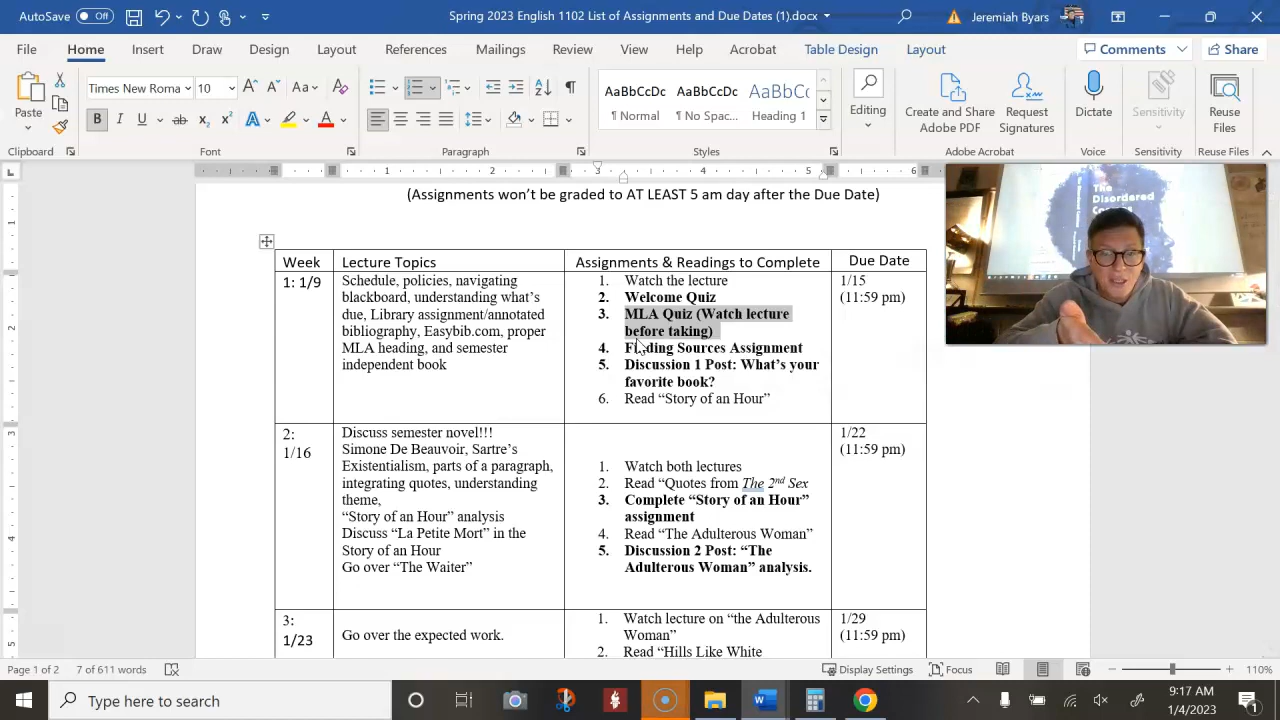 AutoSave Off
Spring 2023 English 1102 List of Assignments and Due Dates (1).docx
Jeremiah Byars
File Home Insert Draw Design Layout References Mailings Review View Help Acrobat Table Design Layout Comments Share
Times New Roma 10
Paste
B I U ab
AaBbCcDc AaBbCcDc AaBbCc
¶ Normal ¶ No Spac... Heading 1
Editing
Create and Share
Adobe PDF
Request
Signatures
Dictate
Sensitivity
Reuse
Files
Clipboard Font Paragraph Styles Adobe Acrobat Voice Sensitivity Reuse Files
1 2 3 4 5 6
The
Disordered
(Assignments won’t be graded to AT LEAST 5 am day after the Due Date)
Week Lecture Topics Assignments & Readings to Complete Due Date
1: 1/9
Schedule, policies, navigating
blackboard, understanding what’s
due, Library assignment/annotated
bibliography, Easybib.com, proper
MLA heading, and semester
independent book
1. Watch the lecture
2. Welcome Quiz
3. MLA Quiz (Watch lecture
before taking)
4. Finding Sources Assignment
5. Discussion 1 Post: What’s your
favorite book?
6. Read “Story of an Hour”
1/15
(11:59 pm)
2:
1/16
Discuss semester novel!!!
Simone De Beauvoir, Sartre’s
Existentialism, parts of a paragraph,
integrating quotes, understanding
theme,
“Story of an Hour” analysis
Discuss “La Petite Mort” in the
Story of an Hour
Go over “The Waiter”
1. Watch both lectures
2. Read “Quotes from The 2nd Sex
3. Complete “Story of an Hour”
assignment
4. Read “The Adulterous Woman”
5. Discussion 2 Post: “The
Adulterous Woman” analysis.
1/22
(11:59 pm)
3:
1/23
Go over the expected work.
1. Watch lecture on “the Adulterous
Woman”
2. Read “Hills Like White
1/29
(11:59 pm)
Page 1 of 2 7 of 611 words Display Settings Focus 110%
Type here to search
9:17 AM
1/4/2023